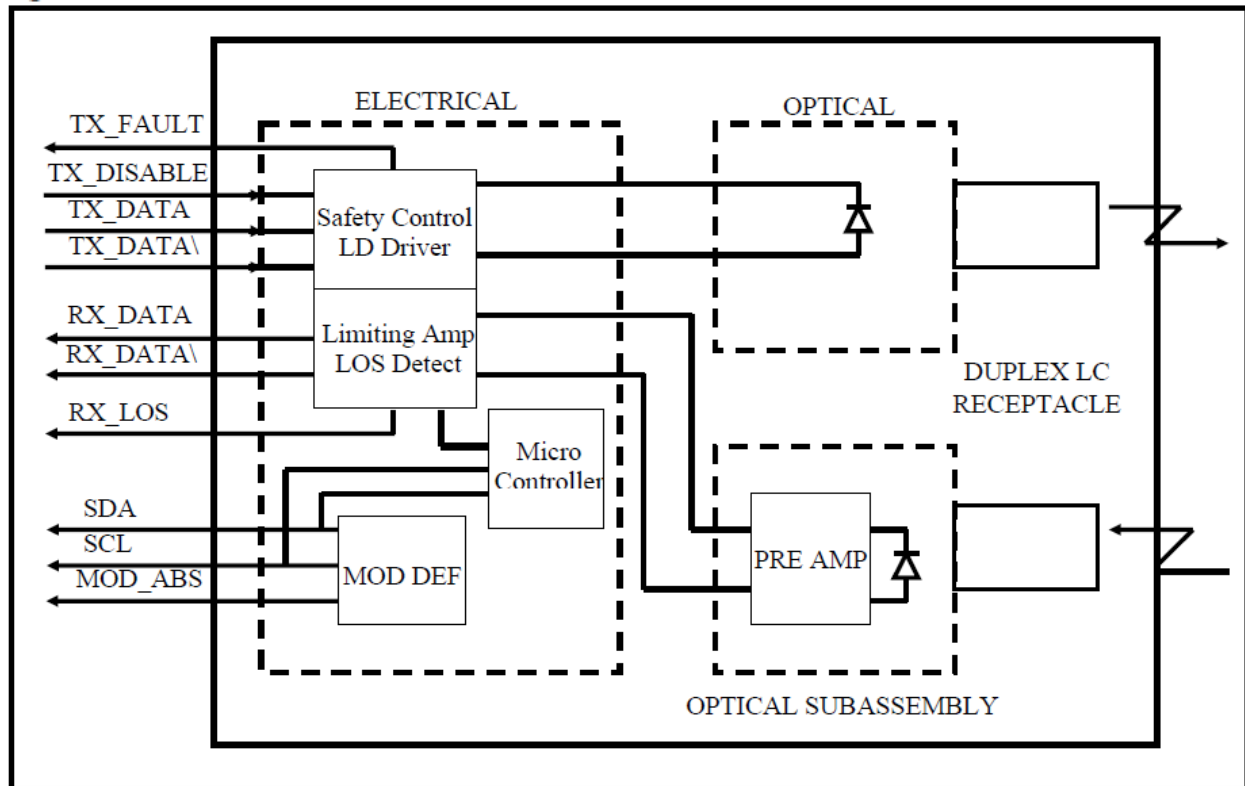 ELECTRICAL
OPTICAL
TX_FAULT
TX_DISABLE
TX_DATA
TX_DATA\
Safety Control
LD Driver
RX_DATA
RX_DATA\
Limiting Amp
LOS Detect
RX_LOS
DUPLEX LC
RECEPTACLE
Micro
Controller
SDA
SCL
MOD_ABS
MOD DEF
PRE AMP
OPTICAL SUBASSEMBLY